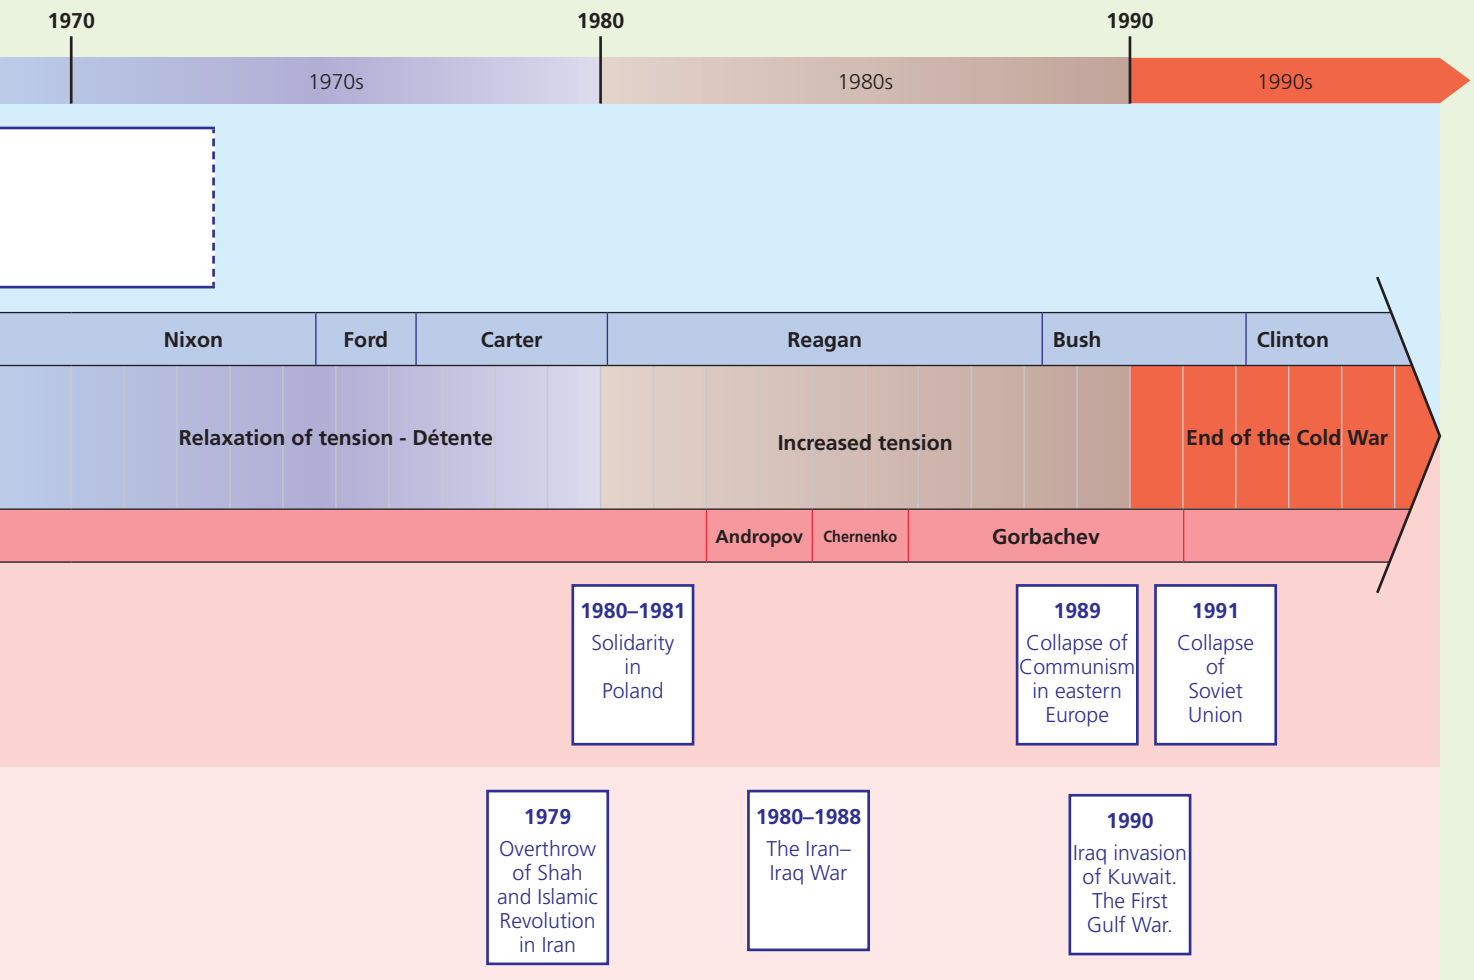 1970
1980
1990
1970s
1980s
1990s
Nixon
Ford
Carter
Reagan
Bush
Clinton
Relaxation of tension - Détente
Increased tension
End of the Cold War
Andropov
Chernenko
Gorbachev
1980–1981
Solidarity
in
Poland
1989
Collapse of
Communism
in eastern
Europe
1991
Collapse
of
Soviet
Union
1979
Overthrow
of Shah
and Islamic
Revolution
in Iran
1980–1988
The Iran–
Iraq War
1990
Iraq invasion
of Kuwait.
The First
Gulf War.